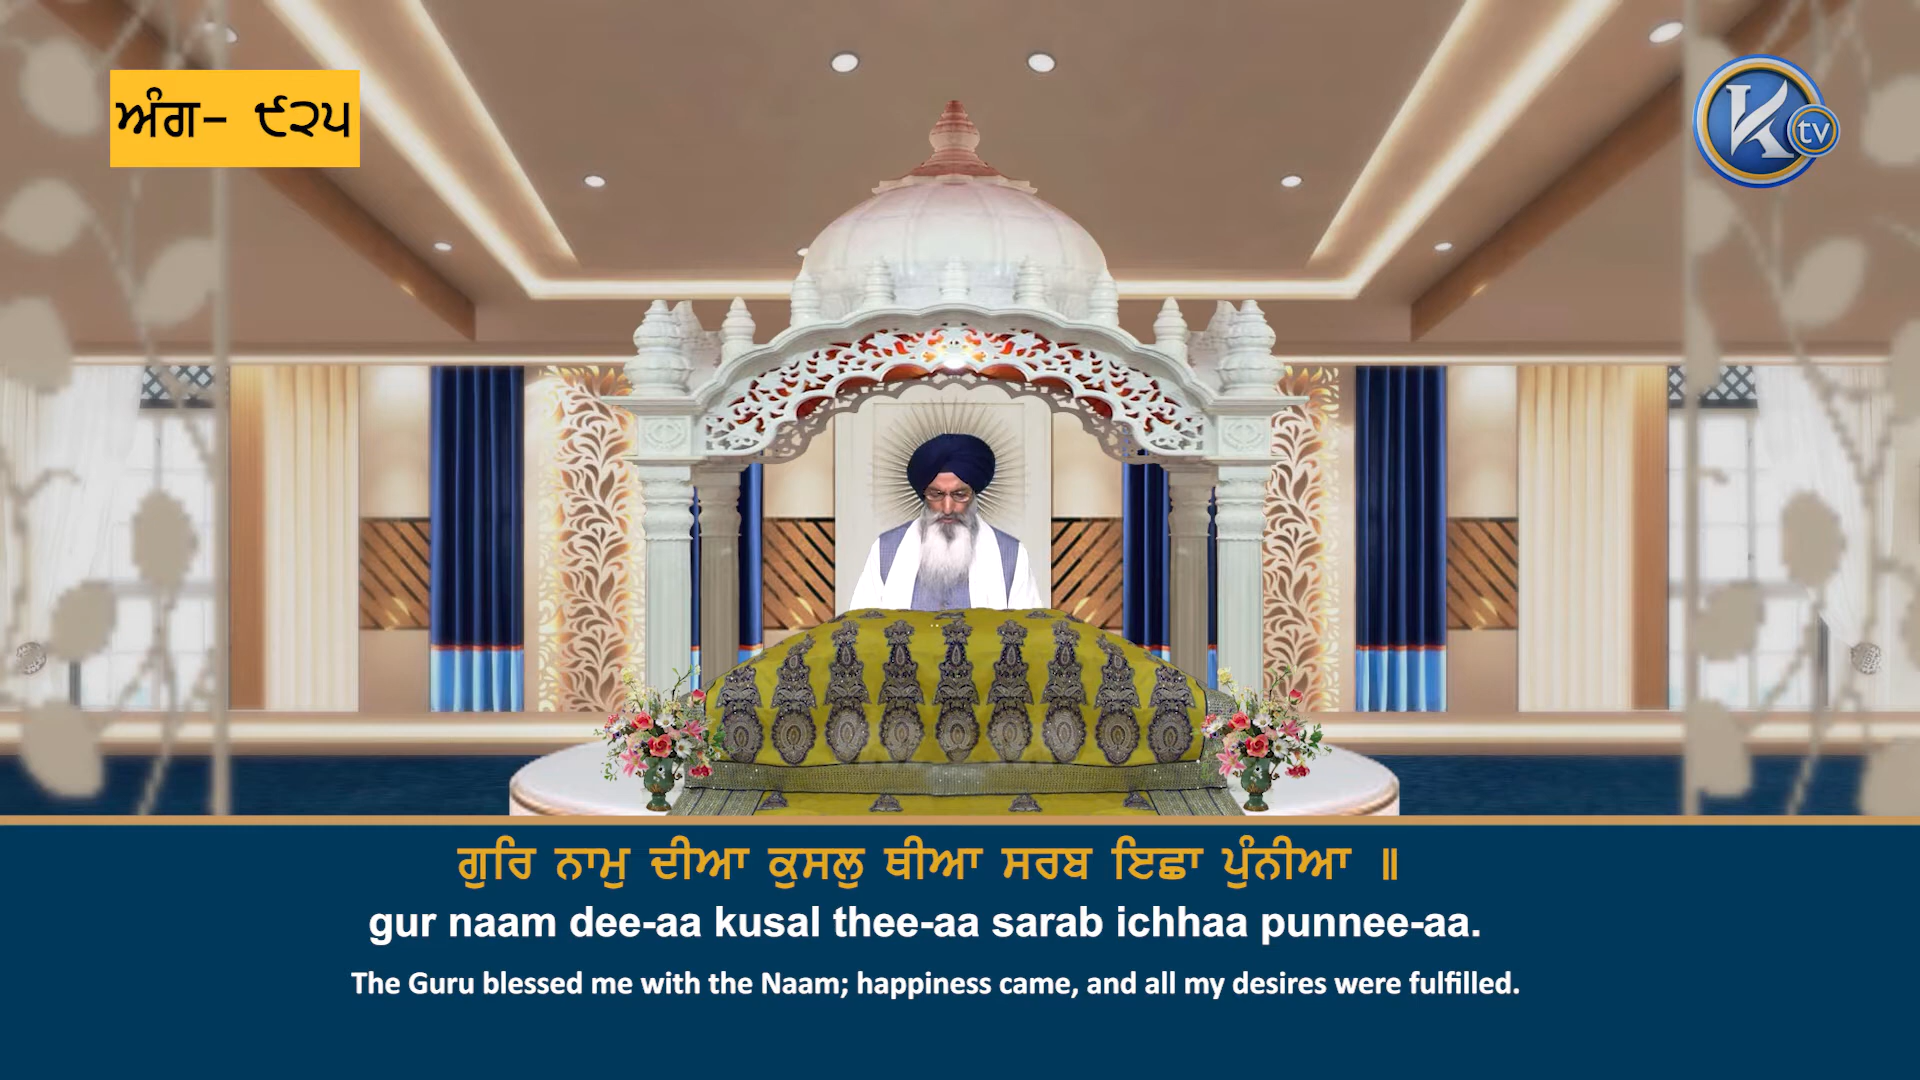 ਅੰਗ- ੯੨੫
K tv
ਗੁਰਿ ਨਾਮੁ ਦੀਆ ਕੁਸਲੁ ਥੀਆ ਸਰਬ ਇਛਾ ਪੁੰਨੀਆ ॥
gur naam dee-aa kusal thee-aa sarab ichhaa punnee-aa.
The Guru blessed me with the Naam; happiness came, and all my desires were fulfilled.